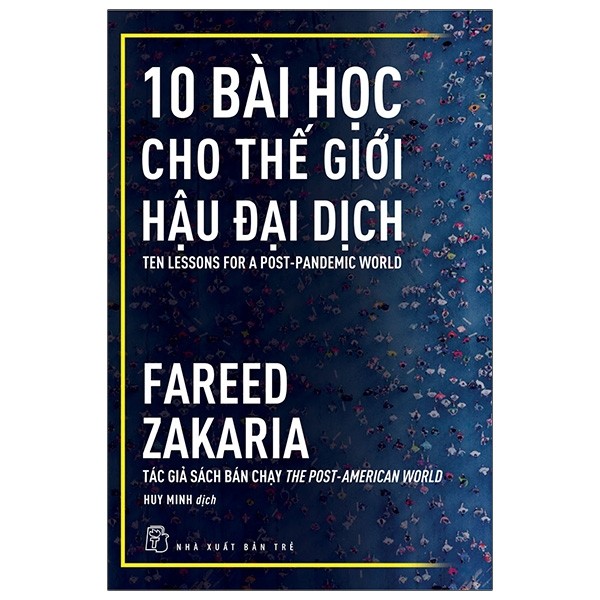 10 BÀI HỌC
CHO THẾ GIỚI
HẬU ĐẠI DỊCH
TEN LESSONS FOR A POST-PANDEMIC WORLD
FAREED
ZAKARIA
TÁC GIẢ SÁCH BÁN CHẠY THE POST-AMERICAN WORLD
HUY MINH dịch
NHÀ XUẤT BẢN TRẺ